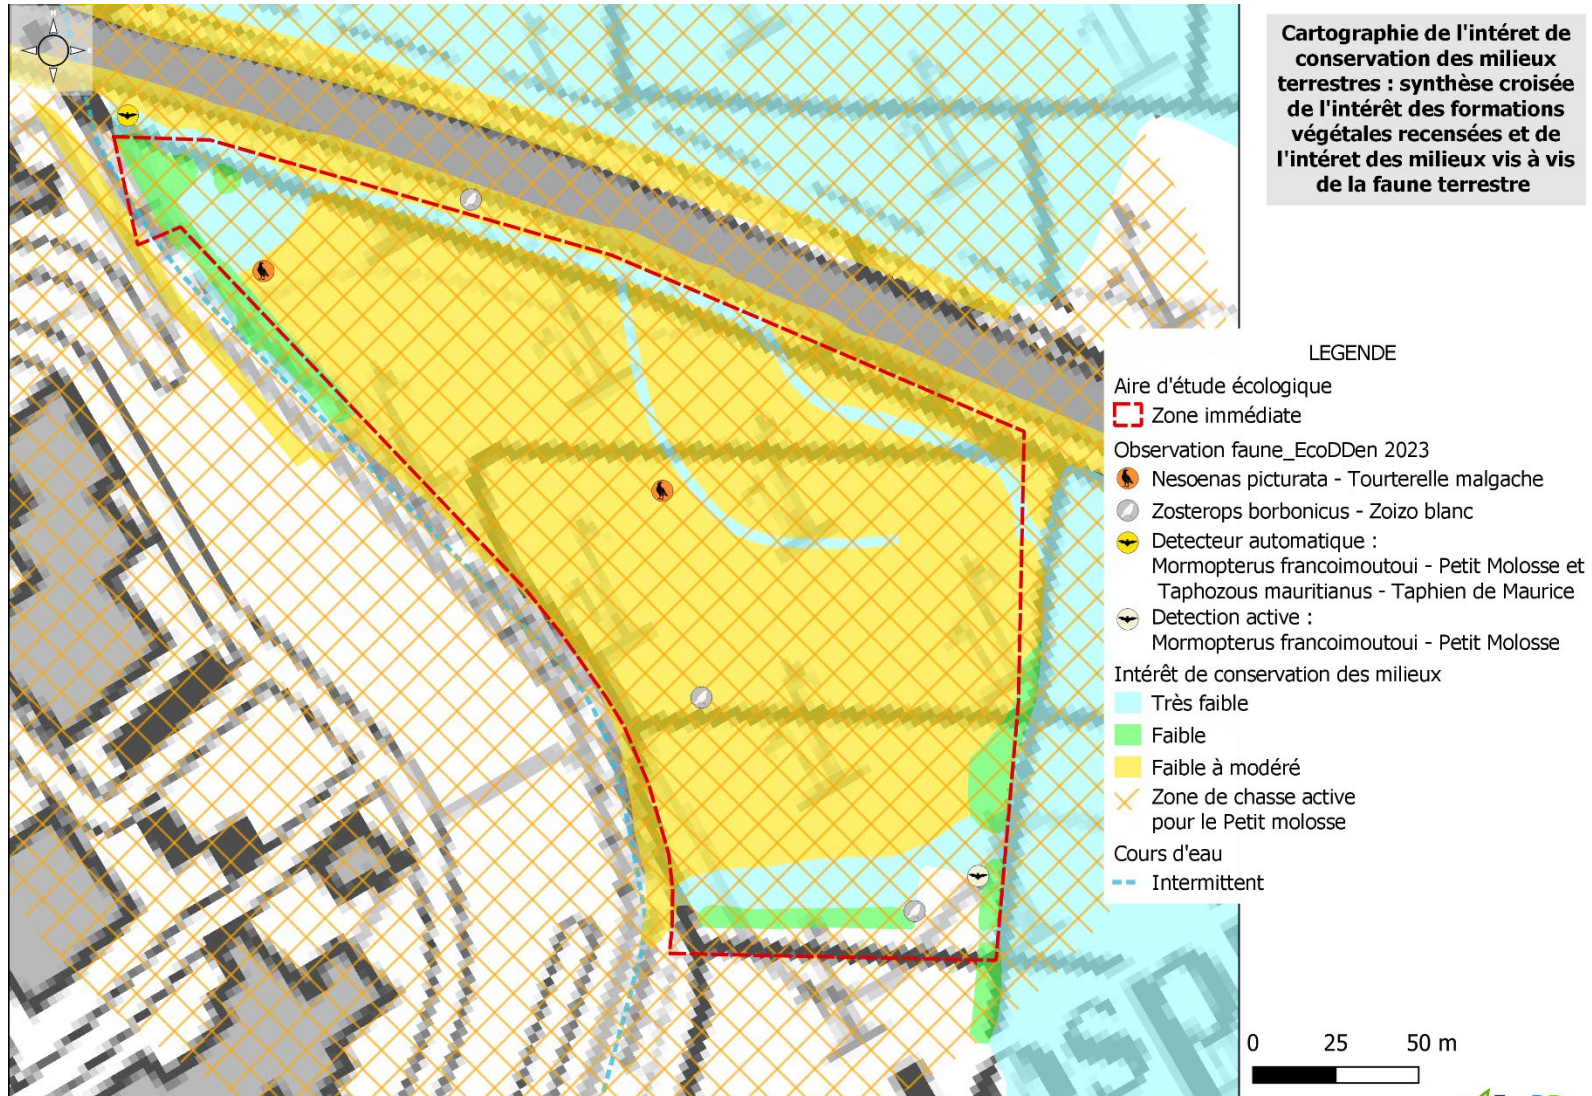 Cartographie de l'intéret de
conservation des milieux
terrestres : synthèse croisée
de l'intérêt des formations
végétales recensées et de
l'intéret des milieux vis à vis
de la faune terrestre
LEGENDE
Aire d'étude écologique
Zone immédiate
Observation faune_EcoDDen 2023
Nesoenas picturata - Tourterelle malgache
Zosterops borbonicus - Zoizo blanc
Detecteur automatique :
Mormopterus francoimoutoui - Petit Molosse et
Taphozous mauritianus - Taphien de Maurice
Detection active :
Mormopterus francoimoutoui - Petit Molosse
Intérêt de conservation des milieux
Très faible
Faible
Faible à modéré
Zone de chasse active
pour le Petit molosse
Cours d'eau
Intermittent
0 25 50 m